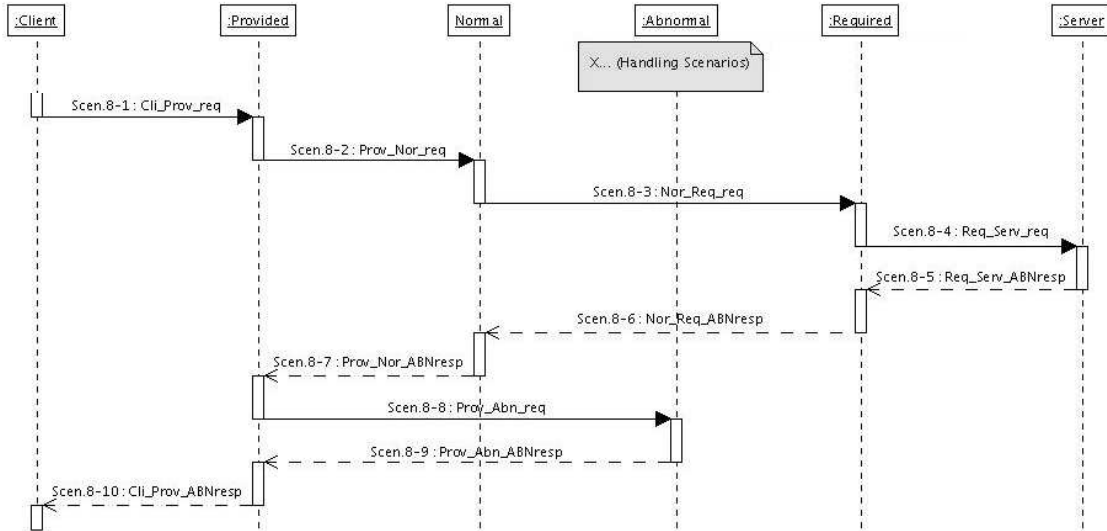 :Client
:Provided
Normal
:Abnormal
:Required
:Server
X... (Handling Scenarios)
Scen.8-1 : Cli_Prov_req
Scen.8-2 : Prov_Nor_req
Scen.8-3 : Nor_Req_req
Scen.8-4 : Req_Serv_req
Scen.8-5 : Req_Serv_ABNresp
Scen.8-6 : Nor_Req_ABNresp
Scen.8-7 : Prov_Nor_ABNresp
Scen.8-8 : Prov_Abn_req
Scen.8-9 : Prov_Abn_ABNresp
Scen.8-10 : Cli_Prov_ABNresp